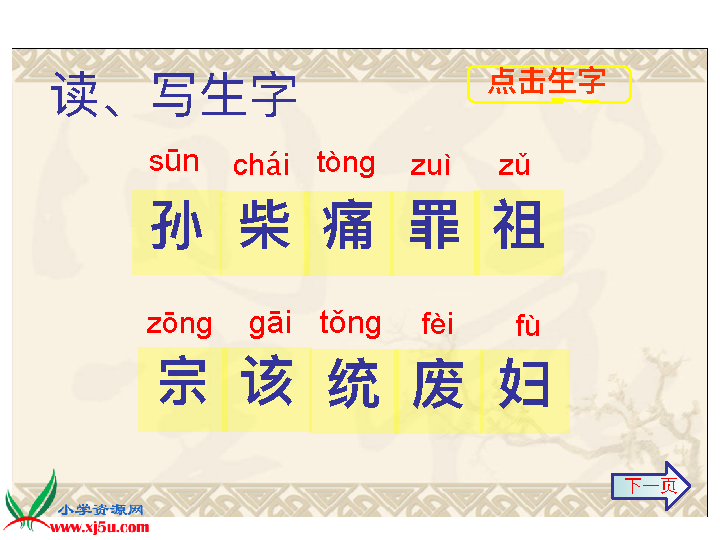 读、写生字
点击生字
sūn chái tòng zuì zǔ
孙 柴 痛 罪 祖
zōng gāi tǒng fèi fù
宗 该 统 废 妇
下一页
小学资源网
www.xj5u.com